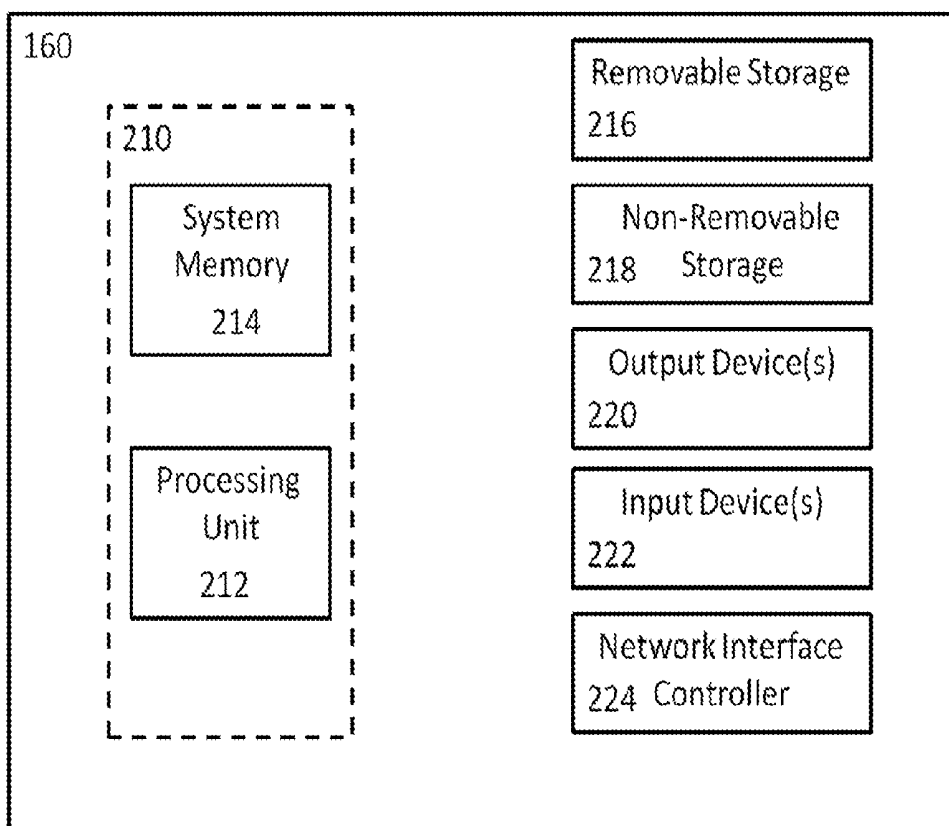 160
210
System
Memory
214
Processing
Unit
212
Removable Storage
216
Non-Removable
218 Storage
Output Device(s)
220
Input Device(s)
222
Network Interface
224 Controller